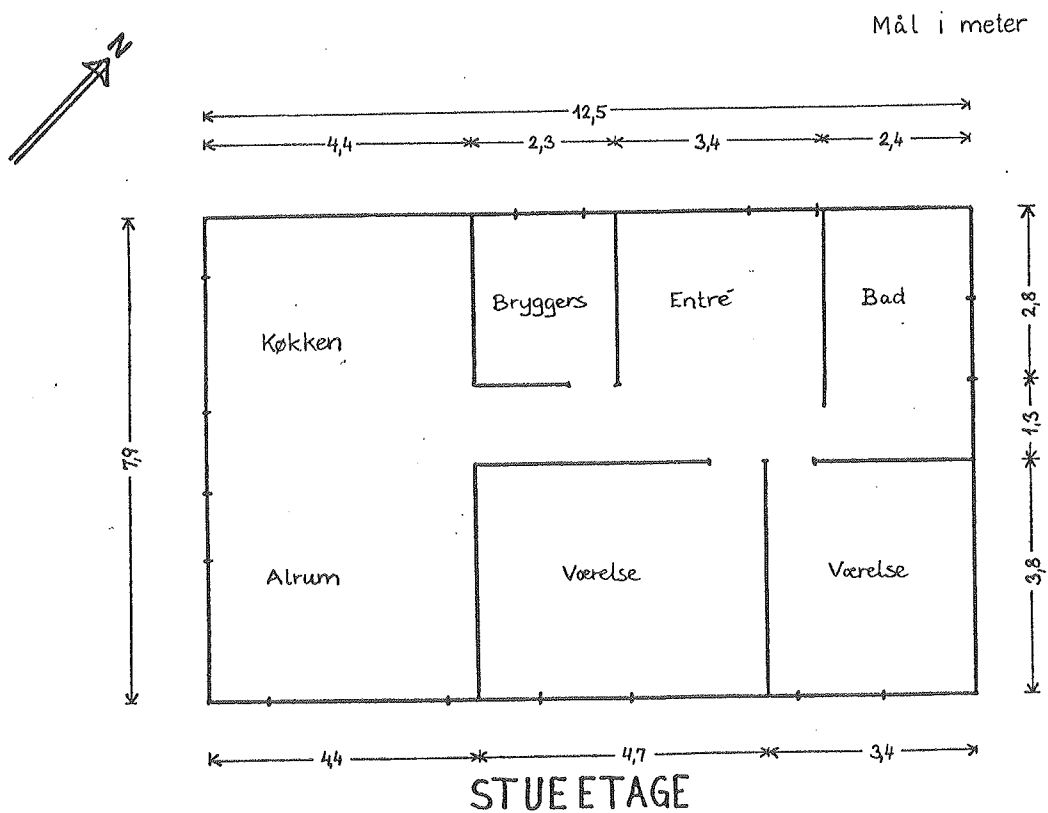 Mål i meter
N
12,5
4,4 2,3 3,4 2,4
Bryggers Entré Bad
2,8
Køkken
1,3
7,9
Alrum Værelse Værelse
3,8
4,4 4,7 3,4
STUEETAGE